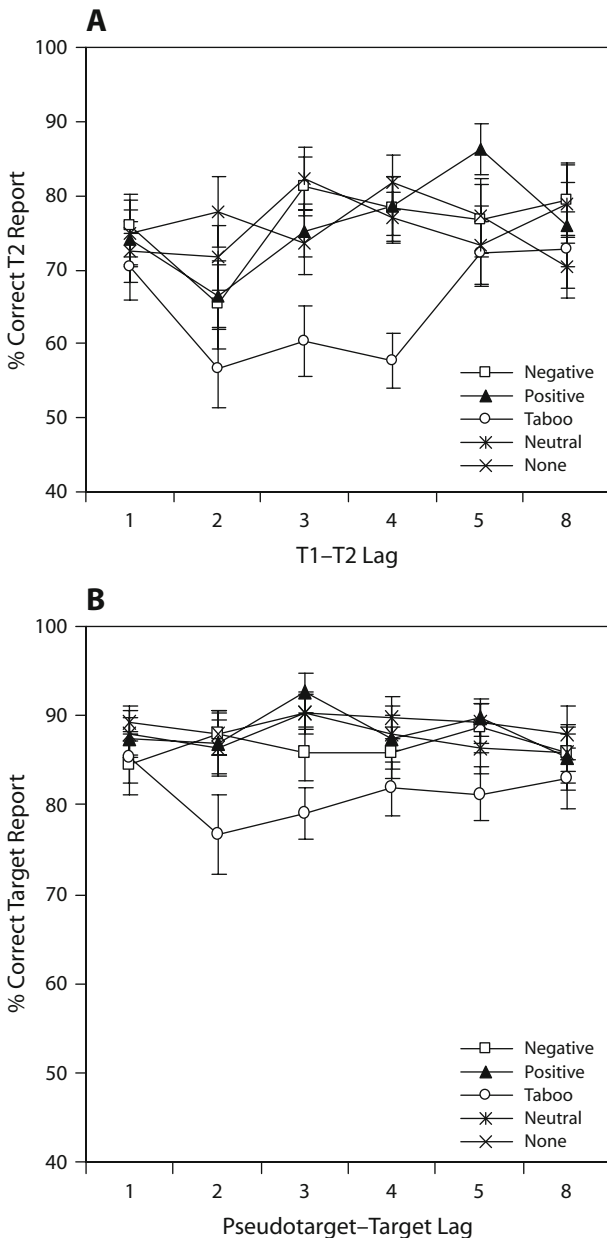 A
100
90
80
70
60
50
40
% Correct T2 Report
Negative
Positive
Taboo
Neutral
None
1 2 3 4 5 8
T1–T2 Lag
B
100
90
80
70
60
50
40
% Correct Target Report
Negative
Positive
Taboo
Neutral
None
1 2 3 4 5 8
Pseudotarget–Target Lag